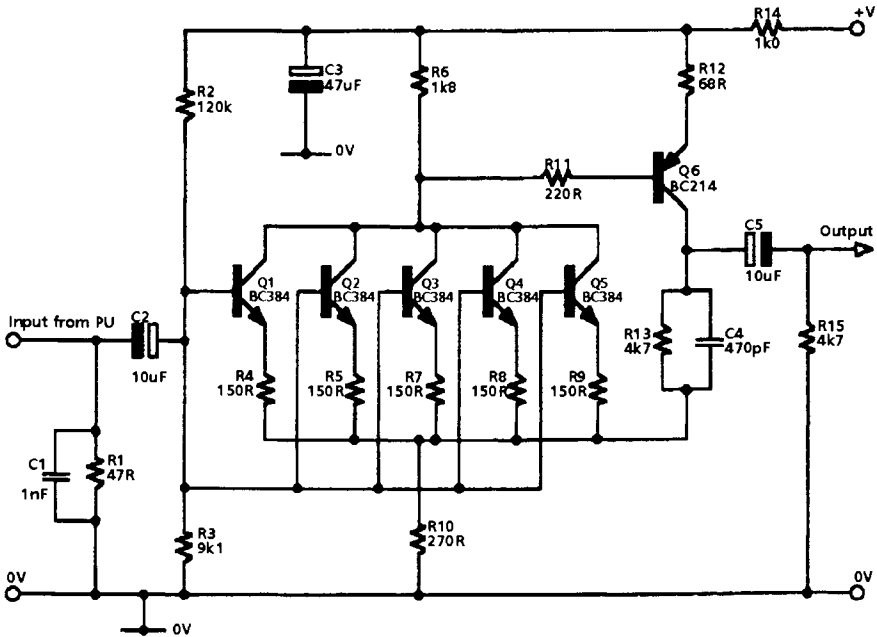 R14
1k0
+V
R2
120k
C3
47uF
0V
R6
1k8
R12
68R
R11
220R
Q6
BC214
C5
10uF
Output
Q1
BC384
Q2
BC384
Q3
BC384
Q4
BC384
Q5
BC384
Input from PU
C2
10uF
R13
4k7
C4
470pF
R15
4k7
R4
150R
R5
150R
R7
150R
R8
150R
R9
150R
C1
1nF
R1
47R
R3
9k1
R10
270R
0V
0V
0V